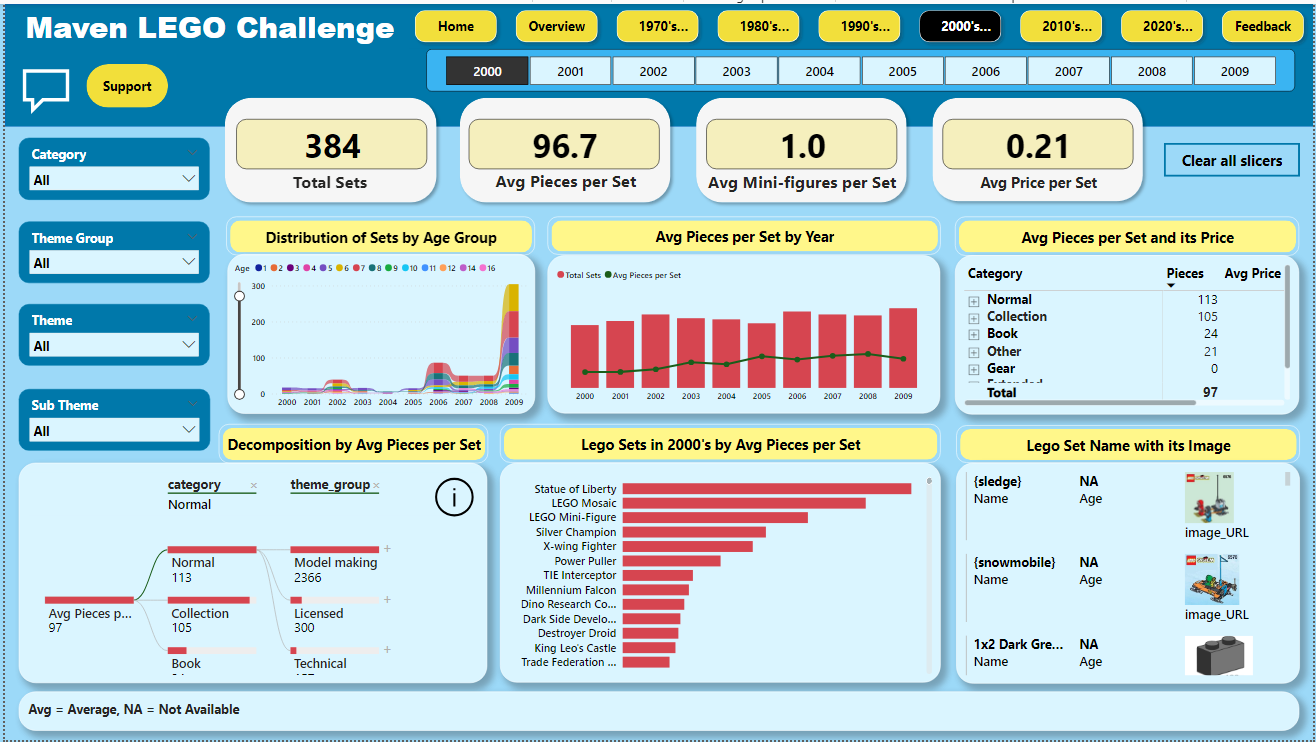 Maven LEGO Challenge
Home
Overview
1970's...
1980's...
1990's...
2000's...
2010's...
2020's...
Feedback
2000
2001
2002
2003
2004
2005
2006
2007
2008
2009
Support
384
Total Sets
96.7
Avg Pieces per Set
1.0
Avg Mini-figures per Set
0.21
Avg Price per Set
Clear all slicers
Category
All
Theme Group
All
Theme
All
Sub Theme
All
Distribution of Sets by Age Group
Age 1 2 3 4 5 6 7 8 9 10 11 12 14 16
300
200
100
0
2000 2001 2002 2003 2004 2005 2006 2007 2008 2009
Avg Pieces per Set by Year
Total Sets Avg Pieces per Set
2000 2001 2002 2003 2004 2005 2006 2007 2008 2009
Avg Pieces per Set and its Price
Category Pieces Avg Price
Normal 113
Collection 105
Book 24
Other 21
Gear 0
Total 97
Decomposition by Avg Pieces per Set
category × theme_group ×
Normal
Avg Pieces p...
97
Normal
113
Collection
105
Book
Model making
2366
Licensed
300
Technical
Lego Sets in 2000's by Avg Pieces per Set
Statue of Liberty
LEGO Mosaic
LEGO Mini-Figure
Silver Champion
X-wing Fighter
Power Puller
TIE Interceptor
Millennium Falcon
Dino Research Co...
Dark Side Develo...
Destroyer Droid
King Leo's Castle
Trade Federation ...
Lego Set Name with its Image
{sledge} NA
Name Age
image_URL
{snowmobile} NA
Name Age
image_URL
1x2 Dark Gre... NA
Name Age
Avg = Average, NA = Not Available